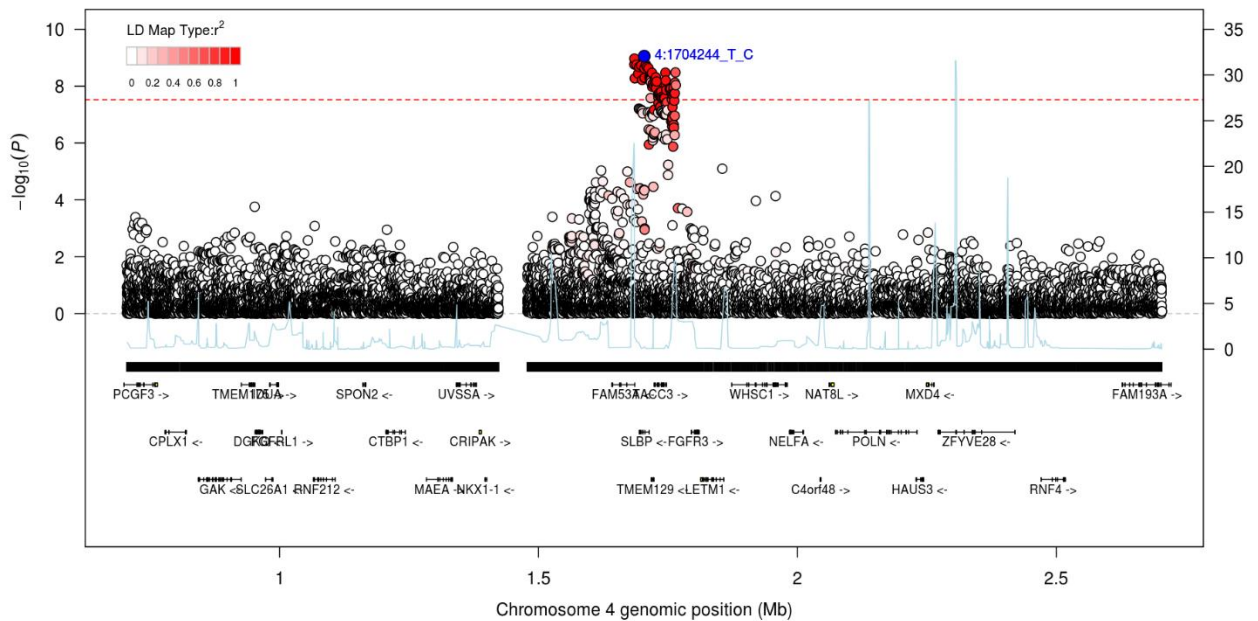 LD Map Type:r²
0 0.2 0.4 0.6 0.8 1
4:1704244_T_C
10
8
6
4
2
0
−log₁₀(P)
35
30
25
20
15
10
5
0
PCGF3 -> TMEM175 -> IDUA -> SPON2 <- UVSSA -> FAM53A <- TACC3 -> WHSC1 -> NAT8L -> MXD4 <- FAM193A ->
CPLX1 <- DGKQ <- FGFRL1 -> CTBP1 <- CRIPAK -> SLBP <- FGFR3 -> NELFA <- POLN <- ZFYVE28 <-
GAK <- SLC26A1 <- RNF212 <- MAEA -> NKX1-1 <- TMEM129 <- LETM1 <- C4orf48 -> HAUS3 <- RNF4 ->
1 1.5 2 2.5
Chromosome 4 genomic position (Mb)